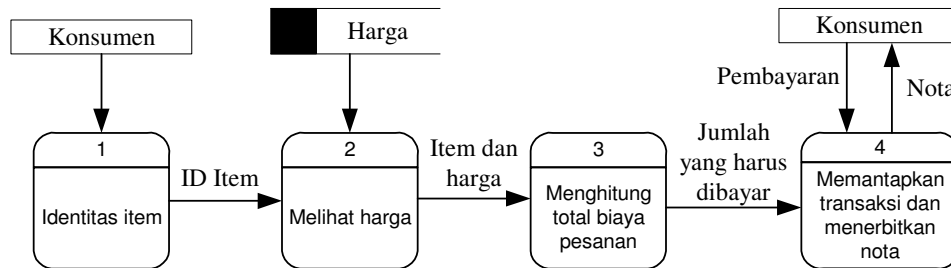 Konsumen
Harga
Konsumen
Pembayaran
Nota
1
Identitas item
ID Item
2
Melihat harga
Item dan
harga
3
Menghitung
total biaya
pesanan
Jumlah
yang harus
dibayar
4
Memantapkan
transaksi dan
menerbitkan
nota